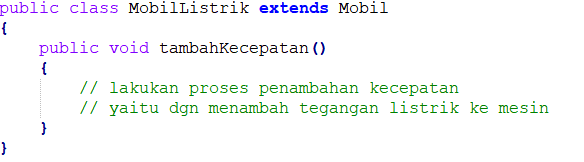 public class MobilListrik extends Mobil
{
public void tambahKecepatan()
{
// lakukan proses penambahan kecepatan
// yaitu dgn menambah tegangan listrik ke mesin
}
}